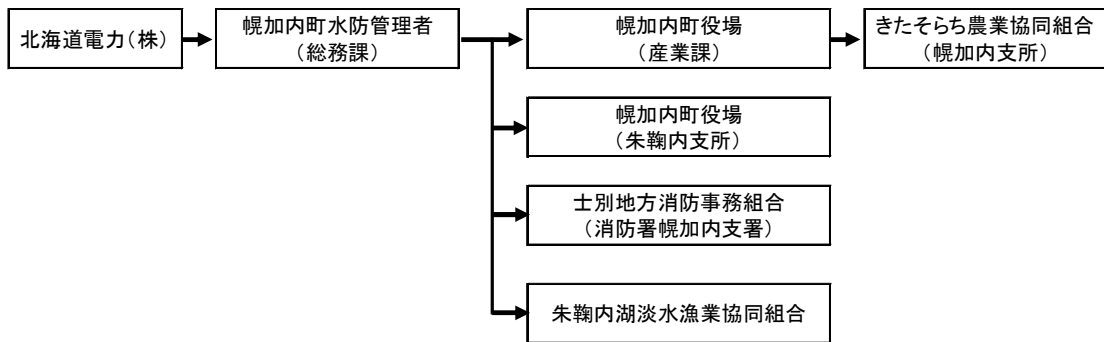 北海道電力(株)
幌加内町水防管理者
(総務課)
幌加内町役場
(産業課)
きたそらち農業協同組合
(幌加内支所)
幌加内町役場
(朱鞠内支所)
士別地方消防事務組合
(消防署幌加内支署)
朱鞠内湖淡水漁業協同組合